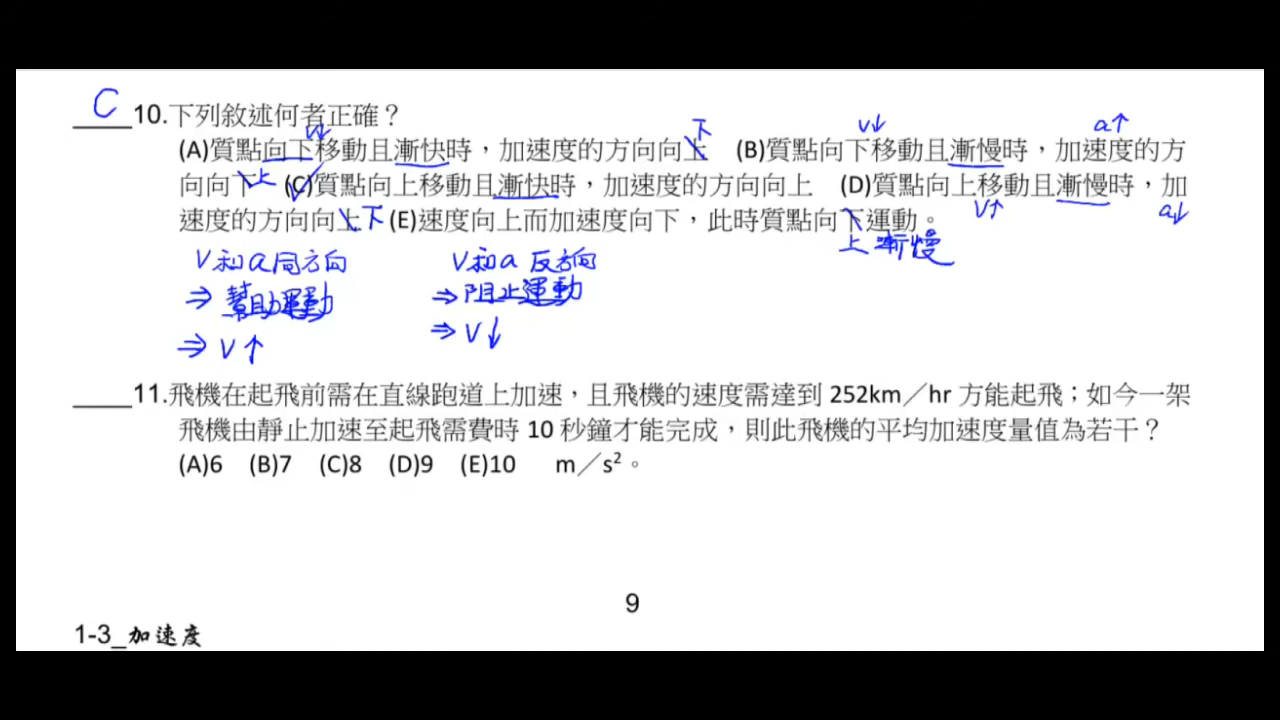 C 10.下列敘述何者正確？
v↓ 下 v↓ a↑
(A)質點向下移動且漸快時，加速度的方向向上 (B)質點向下移動且漸慢時，加速度的方
向向下上 (C)質點向上移動且漸快時，加速度的方向向上 (D)質點向上移動且漸慢時，加
速度的方向向上下 (E)速度向上而加速度向下，此時質點向下運動。 v↑ a↓
上漸慢
v和a同方向 v和a反方向
⇒幫助運動 ⇒阻止運動
⇒v↑ ⇒v↓
11.飛機在起飛前需在直線跑道上加速，且飛機的速度需達到 252km／hr 方能起飛；如今一架
飛機由靜止加速至起飛需費時 10 秒鐘才能完成，則此飛機的平均加速度量值為若干？
(A)6 (B)7 (C)8 (D)9 (E)10 m／s²。
9
1-3_加速度